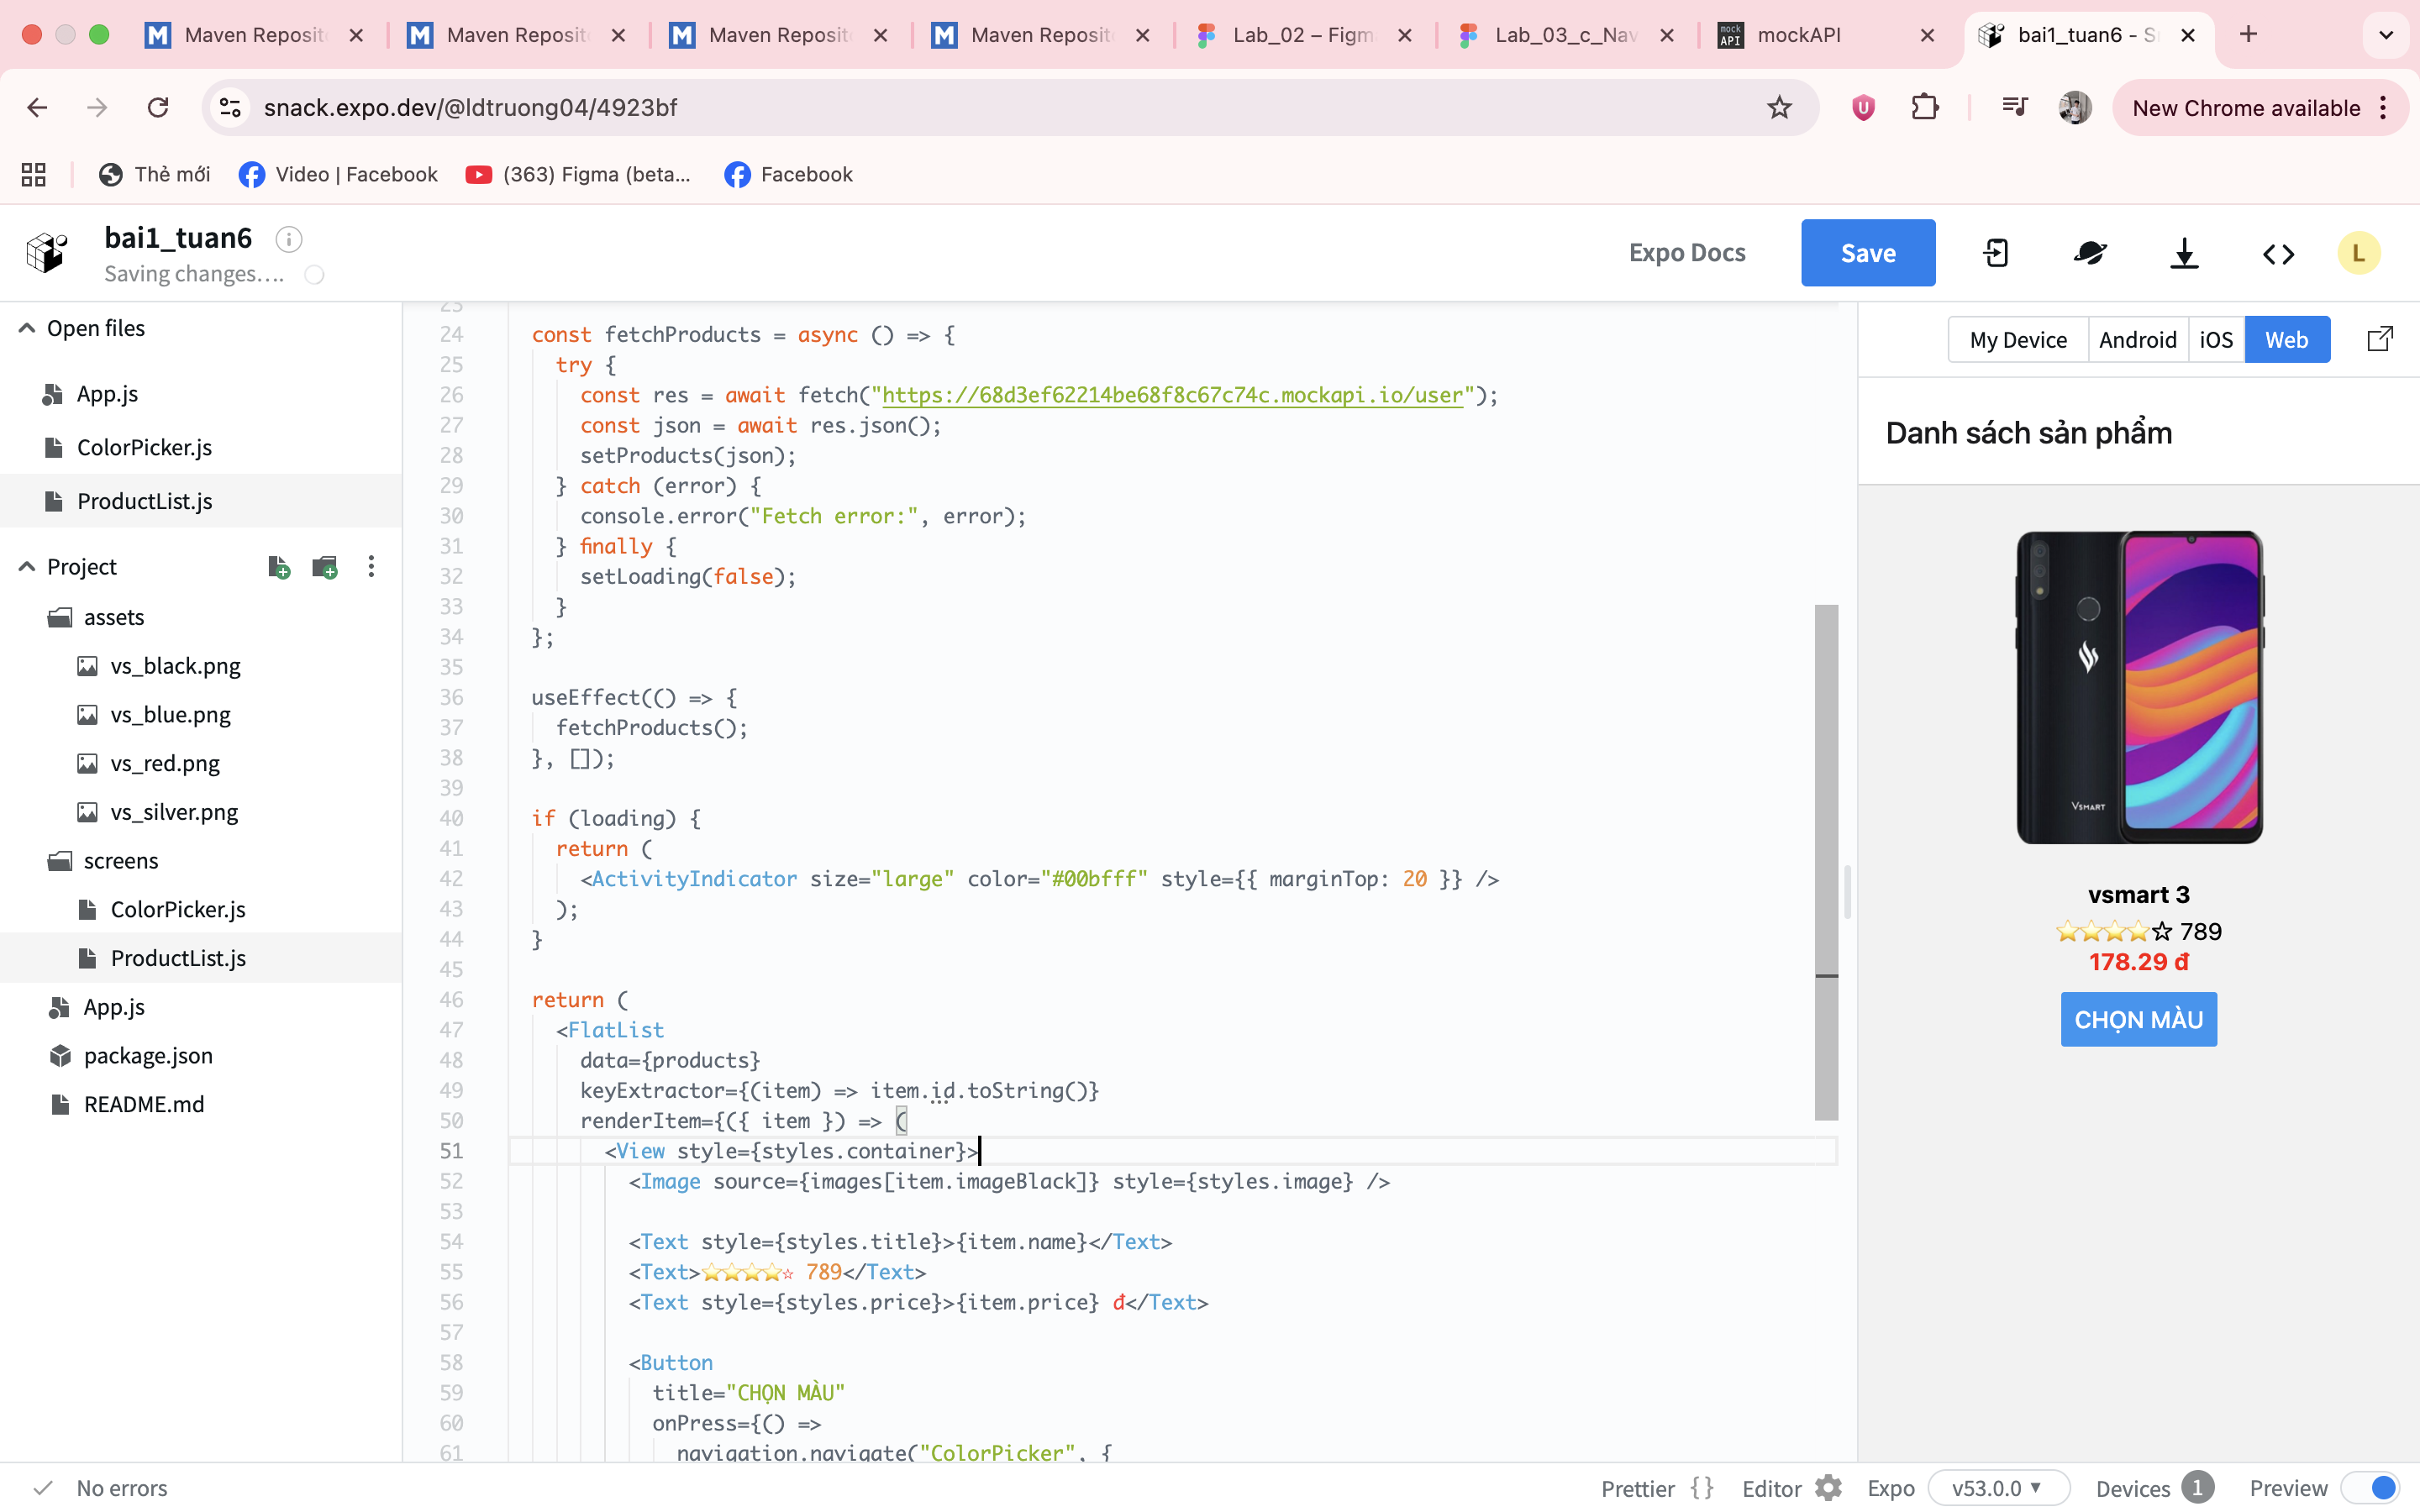 Maven Reposit
Maven Reposit
Maven Reposit
Maven Reposit
Lab_02 – Figm
Lab_03_c_Nav
mockAPI
bai1_tuan6 - S
snack.expo.dev/@ldtruong04/4923bf
New Chrome available
Thẻ mới
Video | Facebook
(363) Figma (beta...
Facebook
bai1_tuan6
Saving changes....
Expo Docs
Save
L
Open files
App.js
ColorPicker.js
ProductList.js
Project
assets
vs_black.png
vs_blue.png
vs_red.png
vs_silver.png
screens
ColorPicker.js
ProductList.js
App.js
package.json
README.md
23
24 const fetchProducts = async () => {
25 try {
26 const res = await fetch("https://68d3ef62214be68f8c67c74c.mockapi.io/user");
27 const json = await res.json();
28 setProducts(json);
29 } catch (error) {
30 console.error("Fetch error:", error);
31 } finally {
32 setLoading(false);
33 }
34 };
35
36 useEffect(() => {
37 fetchProducts();
38 }, []);
39
40 if (loading) {
41 return (
42 <ActivityIndicator size="large" color="#00bfff" style={{ marginTop: 20 }} />
43 );
44 }
45
46 return (
47 <FlatList
48 data={products}
49 keyExtractor={(item) => item.id.toString()}
50 renderItem={({ item }) => (
51 <View style={styles.container}>
52 <Image source={images[item.imageBlack]} style={styles.image} />
53
54 <Text style={styles.title}>{item.name}</Text>
55 <Text>⭐⭐⭐⭐☆ 789</Text>
56 <Text style={styles.price}>{item.price} đ</Text>
57
58 <Button
59 title="CHỌN MÀU"
60 onPress={() =>
61 navigation.navigate("ColorPicker", {
My Device
Android
iOS
Web
Danh sách sản phẩm
VSMART
vsmart 3
⭐⭐⭐⭐☆ 789
178.29 đ
CHỌN MÀU
No errors
Prettier { }
Editor
Expo
v53.0.0
Devices 1
Preview